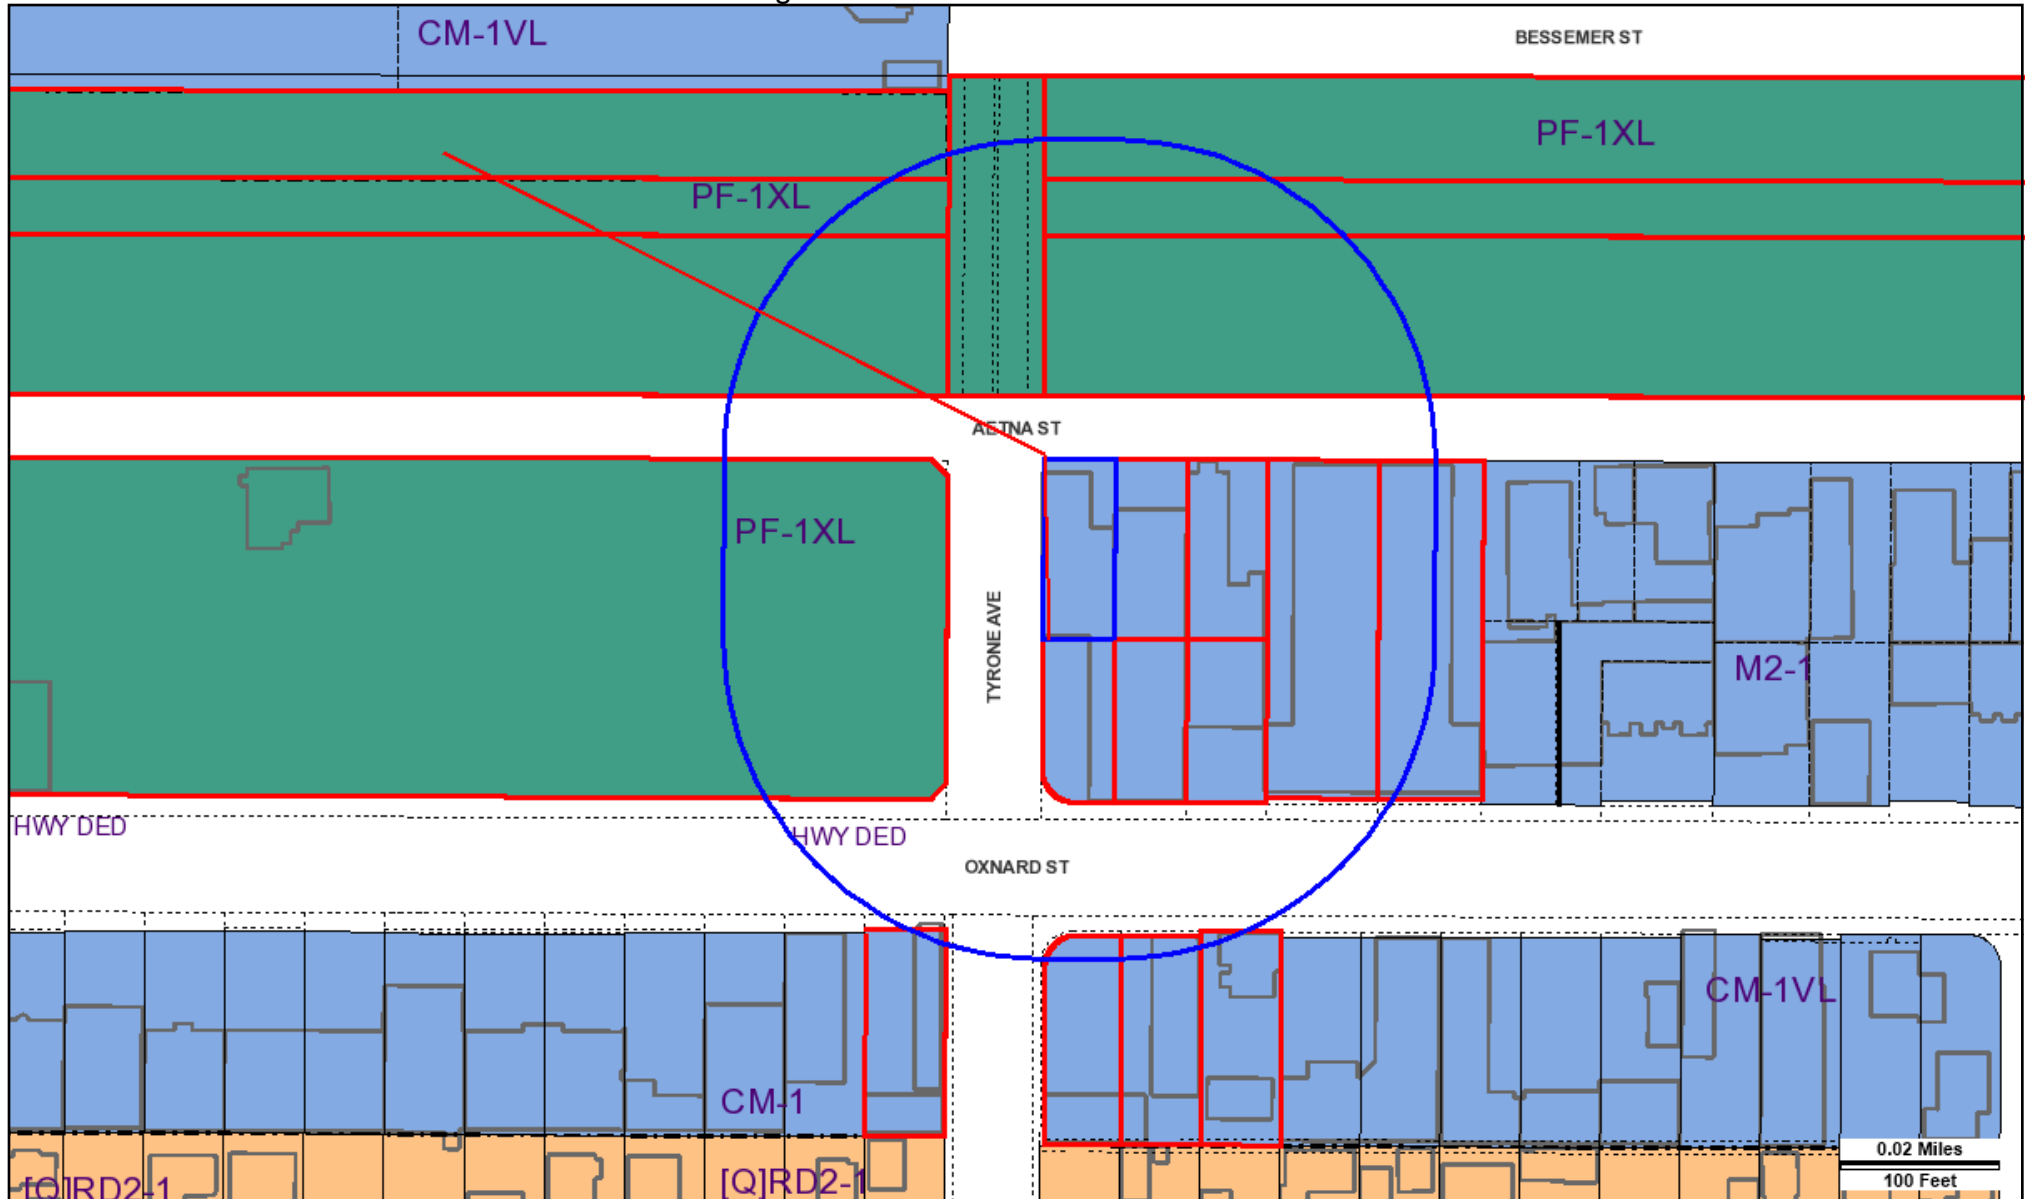 CM-1VL
BESSEMER ST
PF-1XL
PF-1XL
AETNA ST
PF-1XL
TYRONE AVE
M2-1
HWY DED
HWY DED
OXNARD ST
CM-1VL
CM-1
0.02 Miles
100 Feet
[Q]RD2-1
[Q]RD2-1